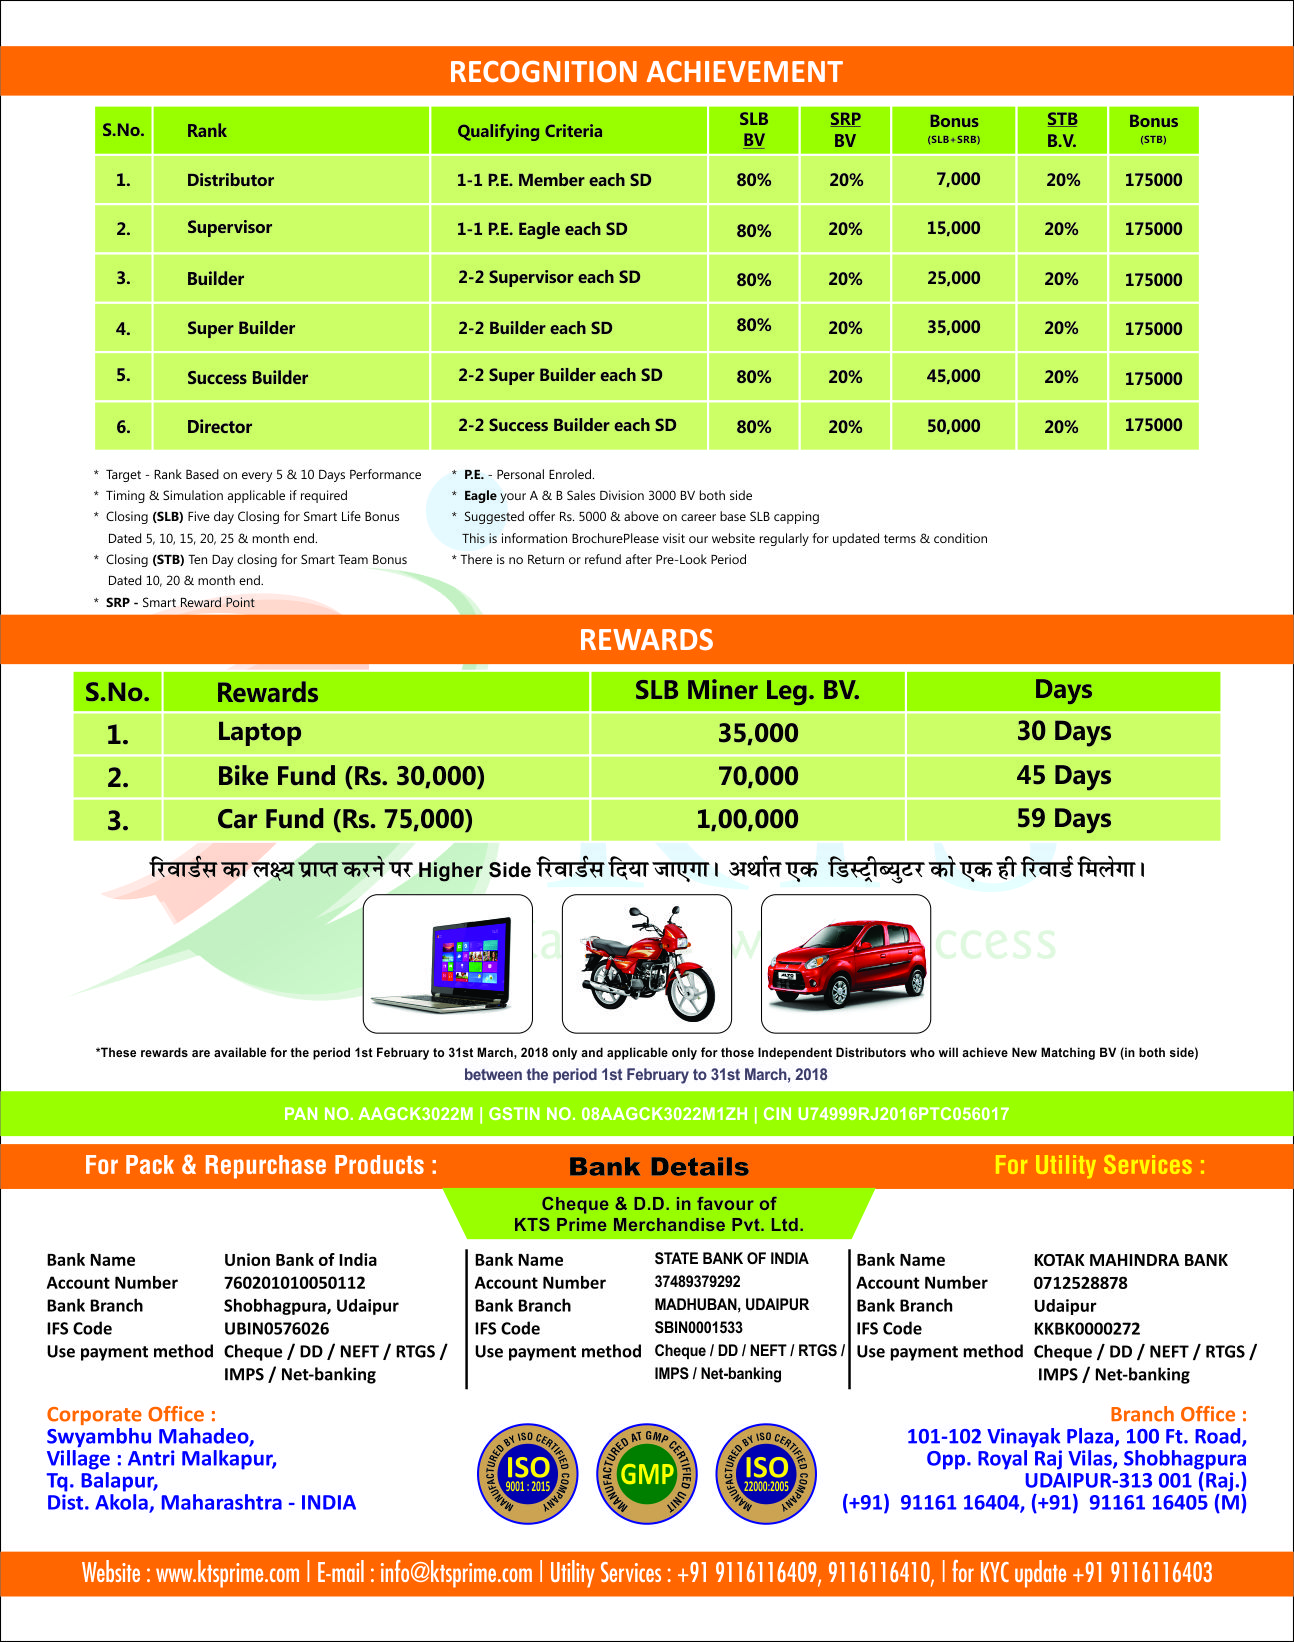 RECOGNITION ACHIEVEMENT
S.No. Rank Qualifying Criteria SLB BV SRP BV Bonus (SLB+SRB) STB B.V. Bonus (STB)
1. Distributor 1-1 P.E. Member each SD 80% 20% 7,000 20% 175000
2. Supervisor 1-1 P.E. Eagle each SD 80% 20% 15,000 20% 175000
3. Builder 2-2 Supervisor each SD 80% 20% 25,000 20% 175000
4. Super Builder 2-2 Builder each SD 80% 20% 35,000 20% 175000
5. Success Builder 2-2 Super Builder each SD 80% 20% 45,000 20% 175000
6. Director 2-2 Success Builder each SD 80% 20% 50,000 20% 175000
* Target - Rank Based on every 5 & 10 Days Performance
* Timing & Simulation applicable if required
* Closing (SLB) Five day Closing for Smart Life Bonus
Dated 5, 10, 15, 20, 25 & month end.
* Closing (STB) Ten Day closing for Smart Team Bonus
Dated 10, 20 & month end.
* SRP - Smart Reward Point
* P.E. - Personal Enroled.
* Eagle your A & B Sales Division 3000 BV both side
* Suggested offer Rs. 5000 & above on career base SLB capping
This is information BrochurePlease visit our website regularly for updated terms & condition
* There is no Return or refund after Pre-Look Period
REWARDS
S.No. Rewards SLB Miner Leg. BV. Days
1. Laptop 35,000 30 Days
2. Bike Fund (Rs. 30,000) 70,000 45 Days
3. Car Fund (Rs. 75,000) 1,00,000 59 Days
रिवार्डस का लक्ष्य प्राप्त करने पर Higher Side रिवार्डस दिया जाएगा। अर्थात एक डिस्ट्रीब्युटर को एक ही रिवार्ड मिलेगा।
*These rewards are available for the period 1st February to 31st March, 2018 only and applicable only for those Independent Distributors who will achieve New Matching BV (in both side)
between the period 1st February to 31st March, 2018
PAN NO. AAGCK3022M | GSTIN NO. 08AAGCK3022M1ZH | CIN U74999RJ2016PTC056017
For Pack & Repurchase Products : Bank Details For Utility Services :
Cheque & D.D. in favour of
KTS Prime Merchandise Pvt. Ltd.
Bank Name Union Bank of India
Account Number 760201010050112
Bank Branch Shobhagpura, Udaipur
IFS Code UBIN0576026
Use payment method Cheque / DD / NEFT / RTGS /
IMPS / Net-banking
Bank Name STATE BANK OF INDIA
Account Number 37489379292
Bank Branch MADHUBAN, UDAIPUR
IFS Code SBIN0001533
Use payment method Cheque / DD / NEFT / RTGS /
IMPS / Net-banking
Bank Name KOTAK MAHINDRA BANK
Account Number 0712528878
Bank Branch Udaipur
IFS Code KKBK0000272
Use payment method Cheque / DD / NEFT / RTGS /
IMPS / Net-banking
Corporate Office :
Swyambhu Mahadeo,
Village : Antri Malkapur,
Tq. Balapur,
Dist. Akola, Maharashtra - INDIA
MANUFACTURED BY ISO CERTIFIED COMPANY
ISO
9001 : 2015
MANUFACTURED AT GMP CERTIFIED UNIT
GMP
MANUFACTURED BY ISO CERTIFIED COMPANY
ISO
22000:2005
Branch Office :
101-102 Vinayak Plaza, 100 Ft. Road,
Opp. Royal Raj Vilas, Shobhagpura
UDAIPUR-313 001 (Raj.)
(+91) 91161 16404, (+91) 91161 16405 (M)
Website : www.ktsprime.com | E-mail : info@ktsprime.com | Utility Services : +91 9116116409, 9116116410, | for KYC update +91 9116116403